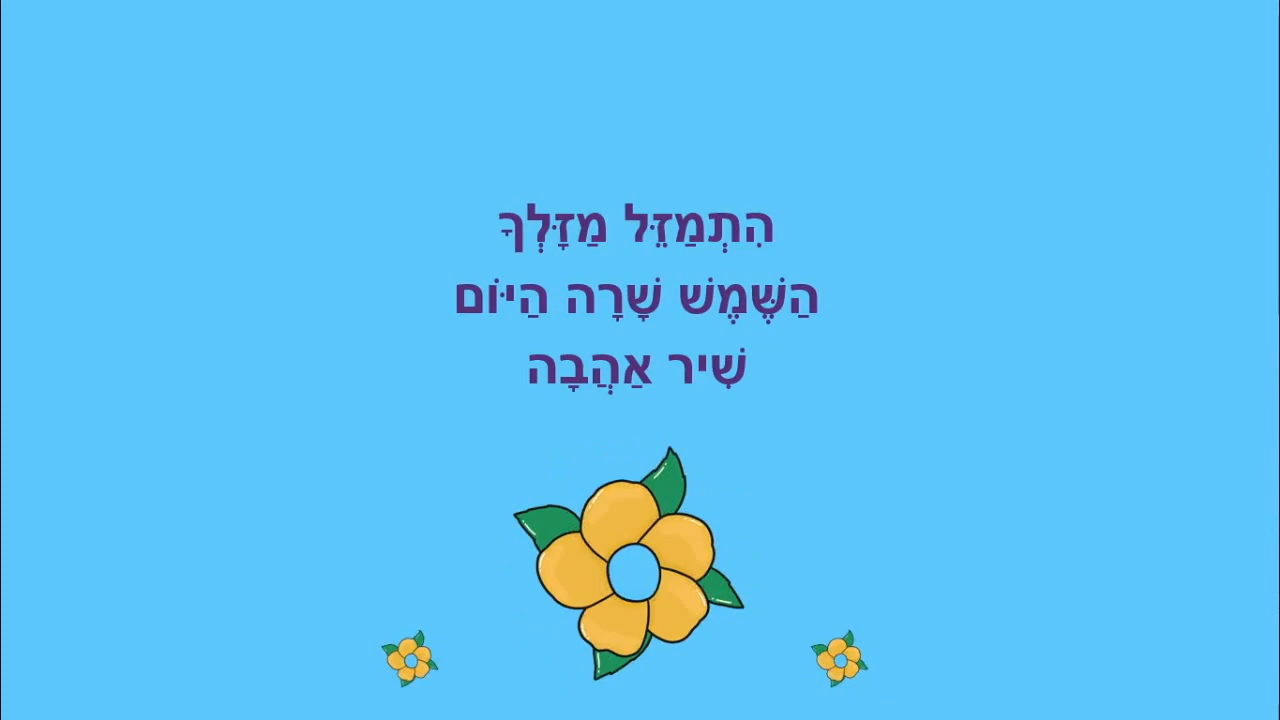 הִתְמַזֵּל מַזָּלְךָ
הַשֶּׁמֶשׁ שָׁרָה הַיּוֹם
שִׁיר אַהֲבָה